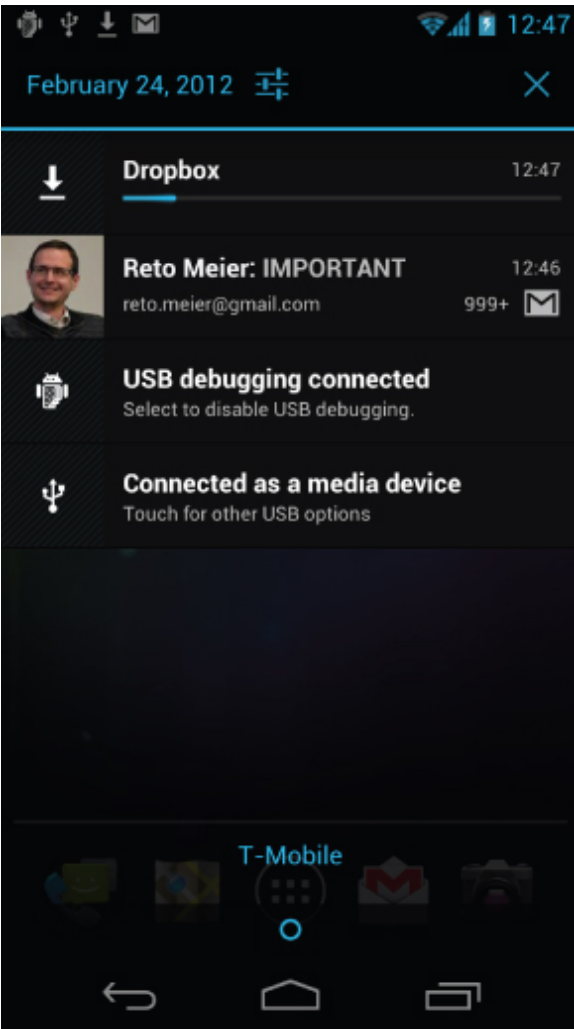 12:47
February 24, 2012
Dropbox 12:47
Reto Meier: IMPORTANT 12:46
reto.meier@gmail.com 999+
USB debugging connected
Select to disable USB debugging.
Connected as a media device
Touch for other USB options
T-Mobile